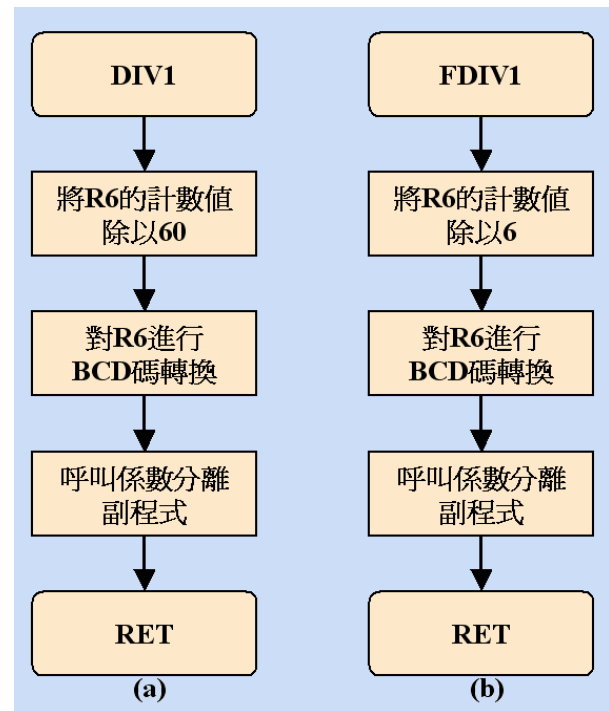 DIV1
將R6的計數值
除以60
對R6進行
BCD碼轉換
呼叫係數分離
副程式
RET
(a)
FDIV1
將R6的計數值
除以6
對R6進行
BCD碼轉換
呼叫係數分離
副程式
RET
(b)